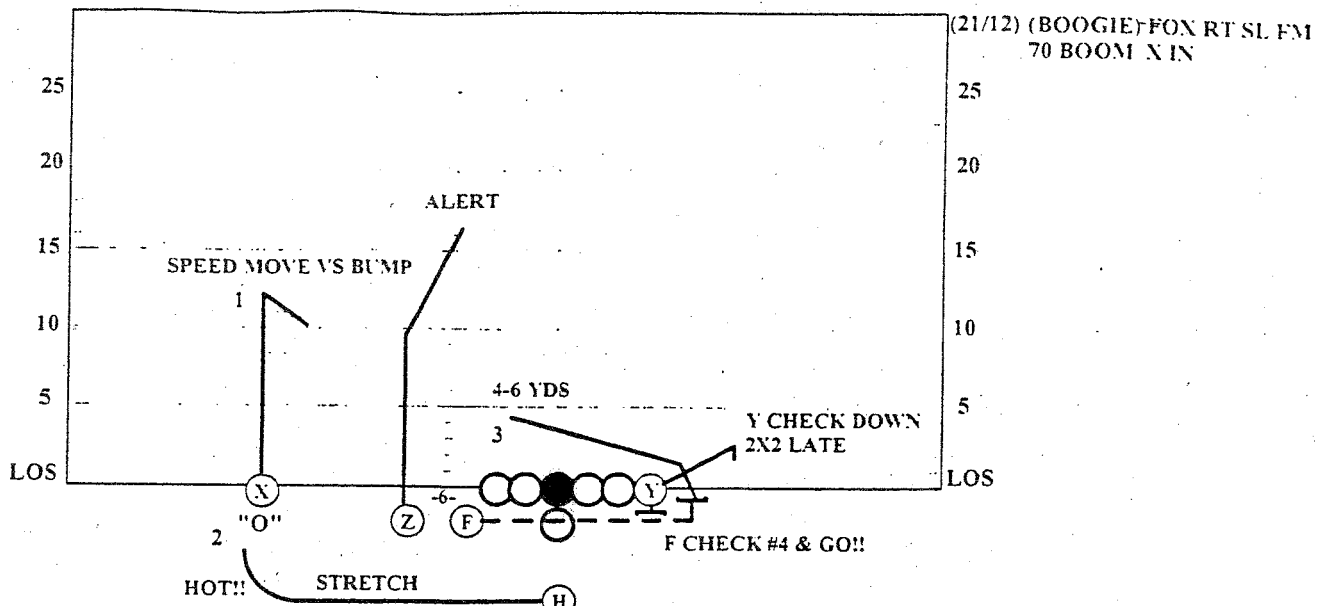 (21/12) (BOOGIE) FOX RT SL FM
70 BOOM X IN
25 25
20 20
ALERT
15 15
SPEED MOVE VS BUMP
1
10 10
4-6 YDS
5 5
Y CHECK DOWN
3
2X2 LATE
LOS LOS
X -6- Y
"O" Z F
2
F CHECK #4 & GO!!
HOT!! STRETCH H